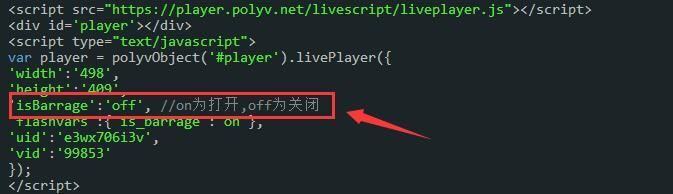 <script src="https://player.polyv.net/livescript/liveplayer.js"></script>
<div id='player'></div>
<script type="text/javascript">
var player = polyvObject('#player').livePlayer({
'width':'498',
'height':'409',
'isBarrage':'off', //on为打开,off为关闭
'flashvars':{"is_barrage":"on"},
'uid':'e3wx706i3v',
'vid':'99853'
});
</script>